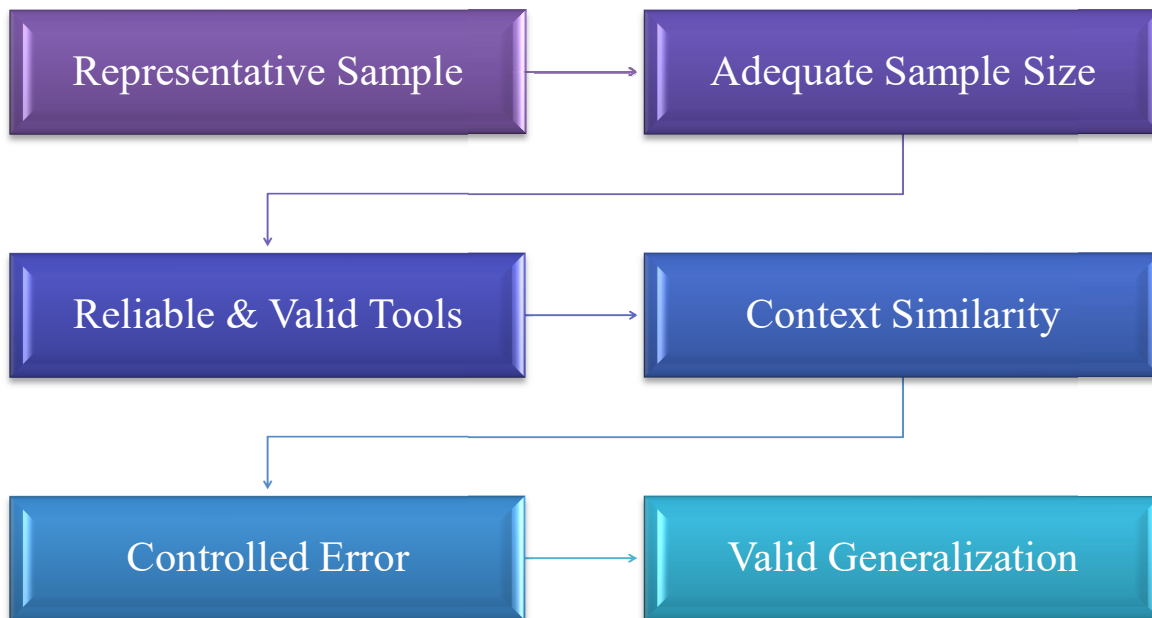 Representative Sample
Adequate Sample Size
Reliable & Valid Tools
Context Similarity
Controlled Error
Valid Generalization